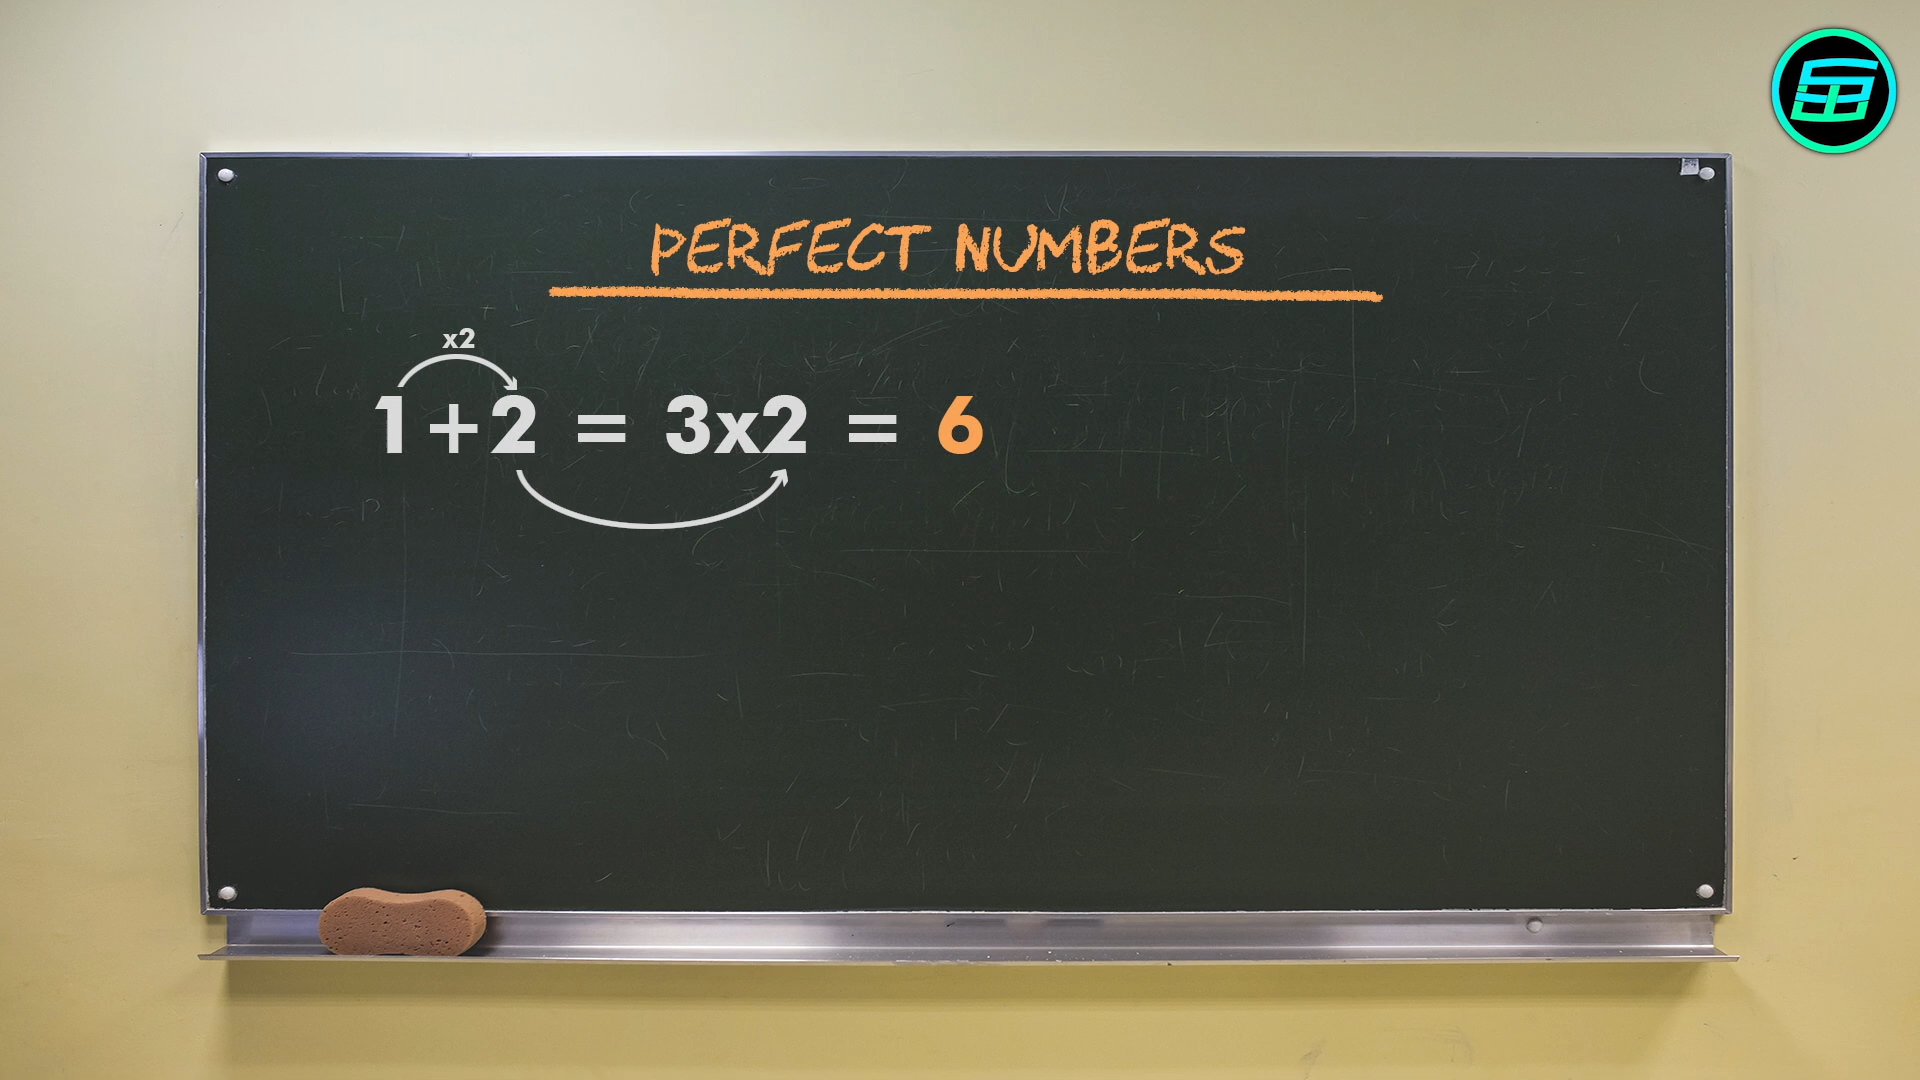 PERFECT NUMBERS
x2
1+2 = 3x2 = 6